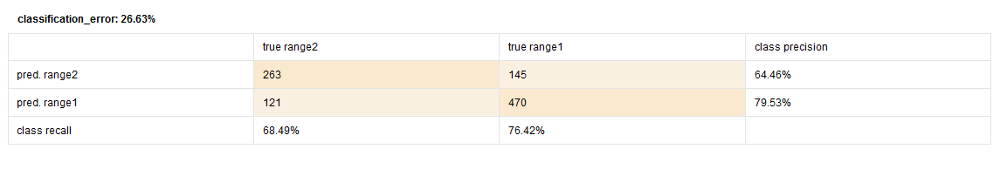 classification_error: 26.63%
true range2 true range1 class precision
pred. range2 263 145 64.46%
pred. range1 121 470 79.53%
class recall 68.49% 76.42%